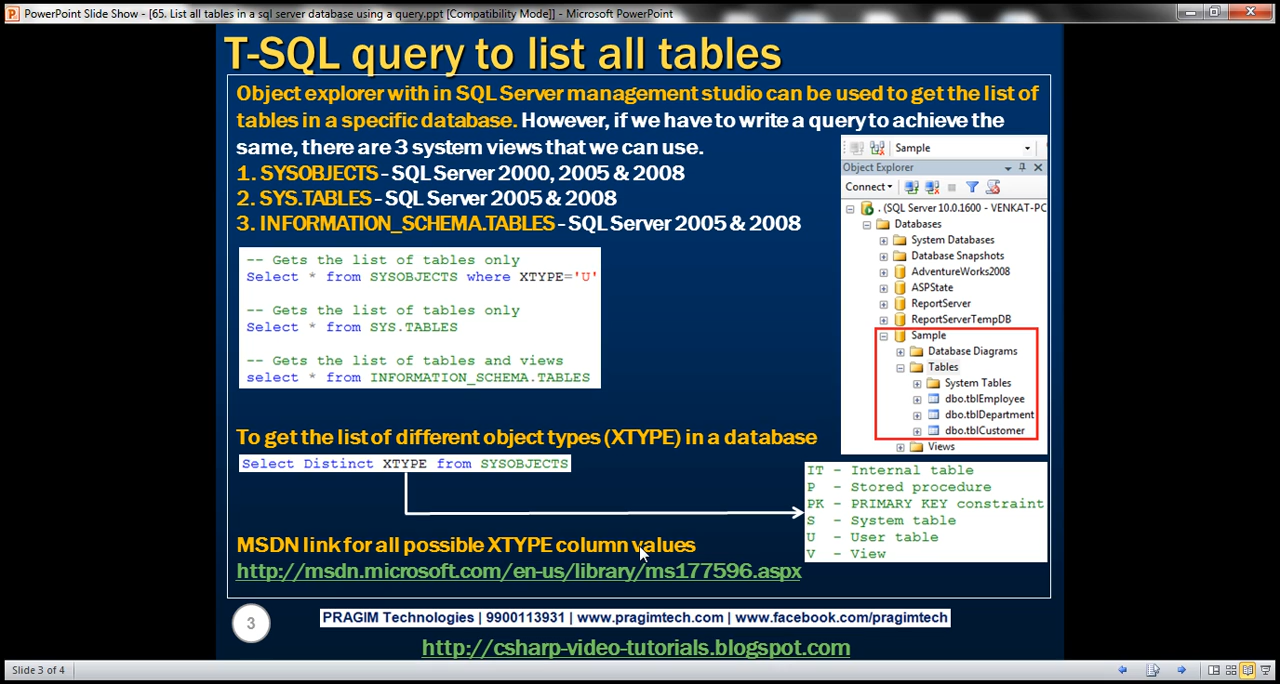 PowerPoint Slide Show - [65. List all tables in a sql server database using a query.ppt [Compatibility Mode]] - Microsoft PowerPoint
T-SQL query to list all tables
Object explorer with in SQL Server management studio can be used to get the list of
tables in a specific database. However, if we have to write a query to achieve the
same, there are 3 system views that we can use.
1. SYSOBJECTS - SQL Server 2000, 2005 & 2008
2. SYS.TABLES - SQL Server 2005 & 2008
3. INFORMATION_SCHEMA.TABLES - SQL Server 2005 & 2008
-- Gets the list of tables only
Select * from SYSOBJECTS where XTYPE='U'
-- Gets the list of tables only
Select * from SYS.TABLES
-- Gets the list of tables and views
select * from INFORMATION_SCHEMA.TABLES
Sample
Object Explorer
Connect
. (SQL Server 10.0.1600 - VENKAT-PC
Databases
System Databases
Database Snapshots
AdventureWorks2008
ASPState
ReportServer
ReportServerTempDB
Sample
Database Diagrams
Tables
System Tables
dbo.tblEmployee
dbo.tblDepartment
dbo.tblCustomer
Views
To get the list of different object types (XTYPE) in a database
Select Distinct XTYPE from SYSOBJECTS
IT - Internal table
P - Stored procedure
PK - PRIMARY KEY constraint
S - System table
U - User table
V - View
MSDN link for all possible XTYPE column values
http://msdn.microsoft.com/en-us/library/ms177596.aspx
3
PRAGIM Technologies | 9900113931 | www.pragimtech.com | www.facebook.com/pragimtech
http://csharp-video-tutorials.blogspot.com
Slide 3 of 4